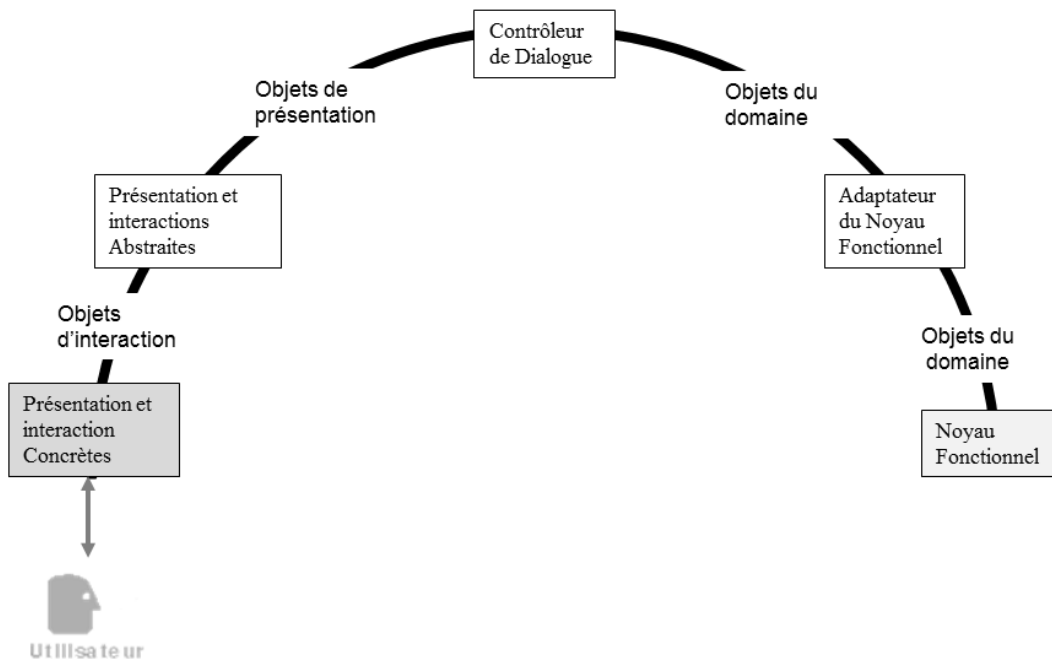 Contrôleur
de Dialogue
Objets de
présentation
Objets du
domaine
Présentation et
interactions
Abstraites
Adaptateur
du Noyau
Fonctionnel
Objets
d'interaction
Objets du
domaine
Présentation et
interaction
Concrètes
Noyau
Fonctionnel
Utilisateur